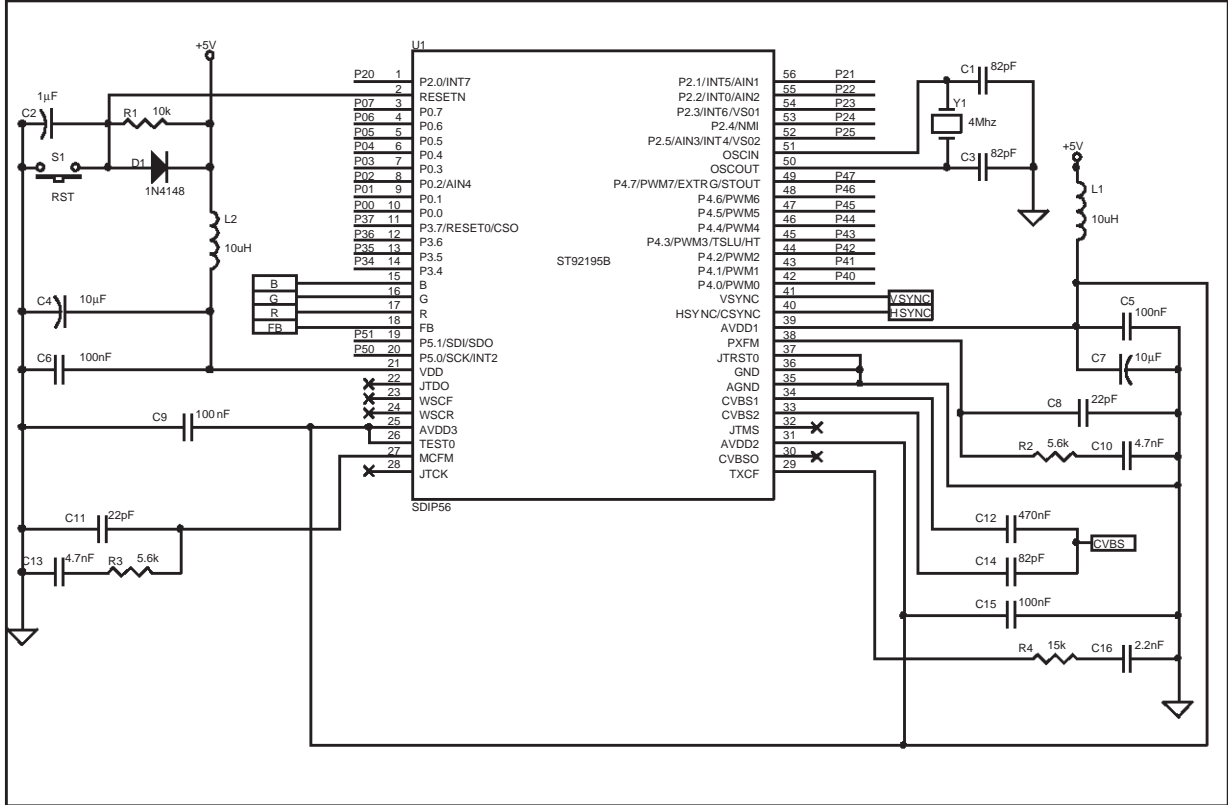 U1
+5V
C2
1µF
R1
10k
S1
RST
D1
1N4148
L2
10uH
C4
10µF
C6
100nF
C9
100 nF
C11
22pF
C13
4.7nF
R3
5.6k
B
G
R
FB
P20 1 P2.0/INT7
2 RESETN
P07 3 P0.7
P06 4 P0.6
P05 5 P0.5
P04 6 P0.4
P03 7 P0.3
P02 8 P0.2/AIN4
P01 9 P0.1
P00 10 P0.0
P37 11 P3.7/RESET0/CSO
P36 12 P3.6
P35 13 P3.5
P34 14 P3.4
15 B
16 G
17 R
18 FB
P51 19 P5.1/SDI/SDO
P50 20 P5.0/SCK/INT2
21 VDD
22 JTDO
23 WSCF
24 WSCR
25 AVDD3
26 TEST0
27 MCFM
28 JTCK
SDIP56
ST92195B
P2.1/INT5/AIN1 56 P21
P2.2/INT0/AIN2 55 P22
P2.3/INT6/VS01 54 P23
P2.4/NMI 53 P24
P2.5/AIN3/INT4/VS02 52 P25
OSCIN 51
OSCOUT 50
P4.7/PWM7/EXTRG/STOUT 49 P47
P4.6/PWM6 48 P46
P4.5/PWM5 47 P45
P4.4/PWM4 46 P44
P4.3/PWM3/TSLU/HT 45 P43
P4.2/PWM2 44 P42
P4.1/PWM1 43 P41
P4.0/PWM0 42 P40
VSYNC 41 VSYNC
HSYNC/CSYNC 40 HSYNC
AVDD1 39
PXFM 38
JTRST0 37
GND 36
AGND 35
CVBS1 34
CVBS2 33
JTMS 32
AVDD2 31
CVBSO 30
TXCF 29
C1
82pF
Y1
4Mhz
C3
82pF
+5V
L1
10uH
C5
100nF
C7
10µF
C8
22pF
R2
5.6k
C10
4.7nF
C12
470nF
CVBS
C14
82pF
C15
100nF
R4
15k
C16
2.2nF